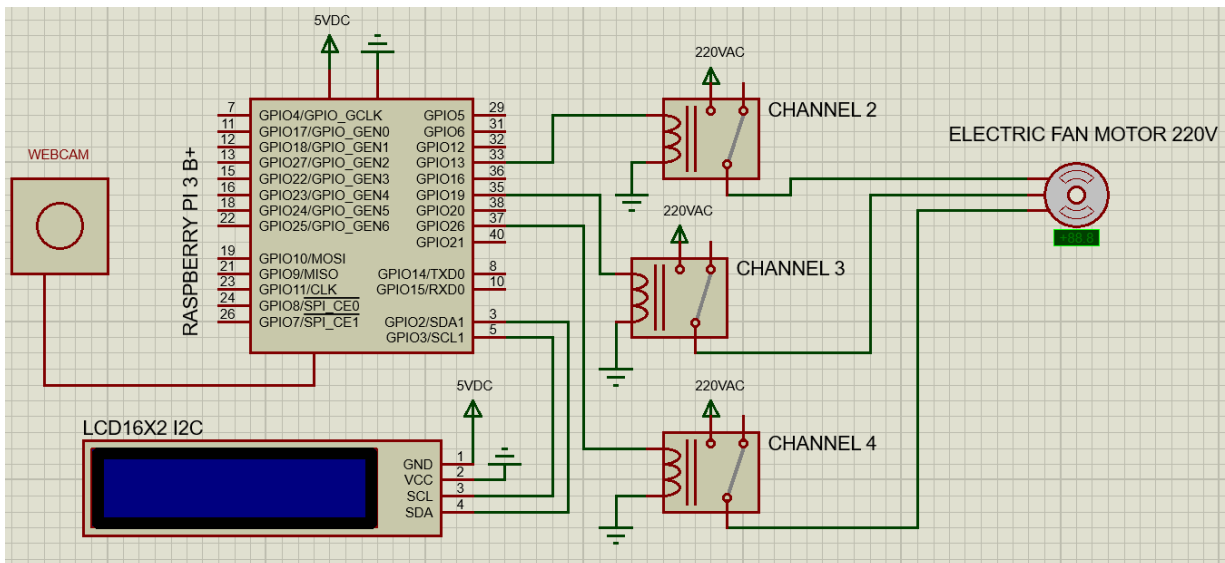 5VDC
WEBCAM
RASPBERRY PI 3 B+
7 GPIO4/GPIO_GCLK GPIO5 29
11 GPIO17/GPIO_GEN0 GPIO6 31
12 GPIO18/GPIO_GEN1 GPIO12 32
13 GPIO27/GPIO_GEN2 GPIO13 33
15 GPIO22/GPIO_GEN3 GPIO16 36
16 GPIO23/GPIO_GEN4 GPIO19 35
18 GPIO24/GPIO_GEN5 GPIO20 38
22 GPIO25/GPIO_GEN6 GPIO26 37
GPIO21 40
19 GPIO10/MOSI
21 GPIO9/MISO GPIO14/TXD0 8
23 GPIO11/CLK GPIO15/RXD0 10
24 GPIO8/SPI_CE0
26 GPIO7/SPI_CE1 GPIO2/SDA1 3
GPIO3/SCL1 5
220VAC
CHANNEL 2
ELECTRIC FAN MOTOR 220V
+88.8
220VAC
CHANNEL 3
220VAC
CHANNEL 4
5VDC
LCD16X2 I2C
GND 1
VCC 2
SCL 3
SDA 4